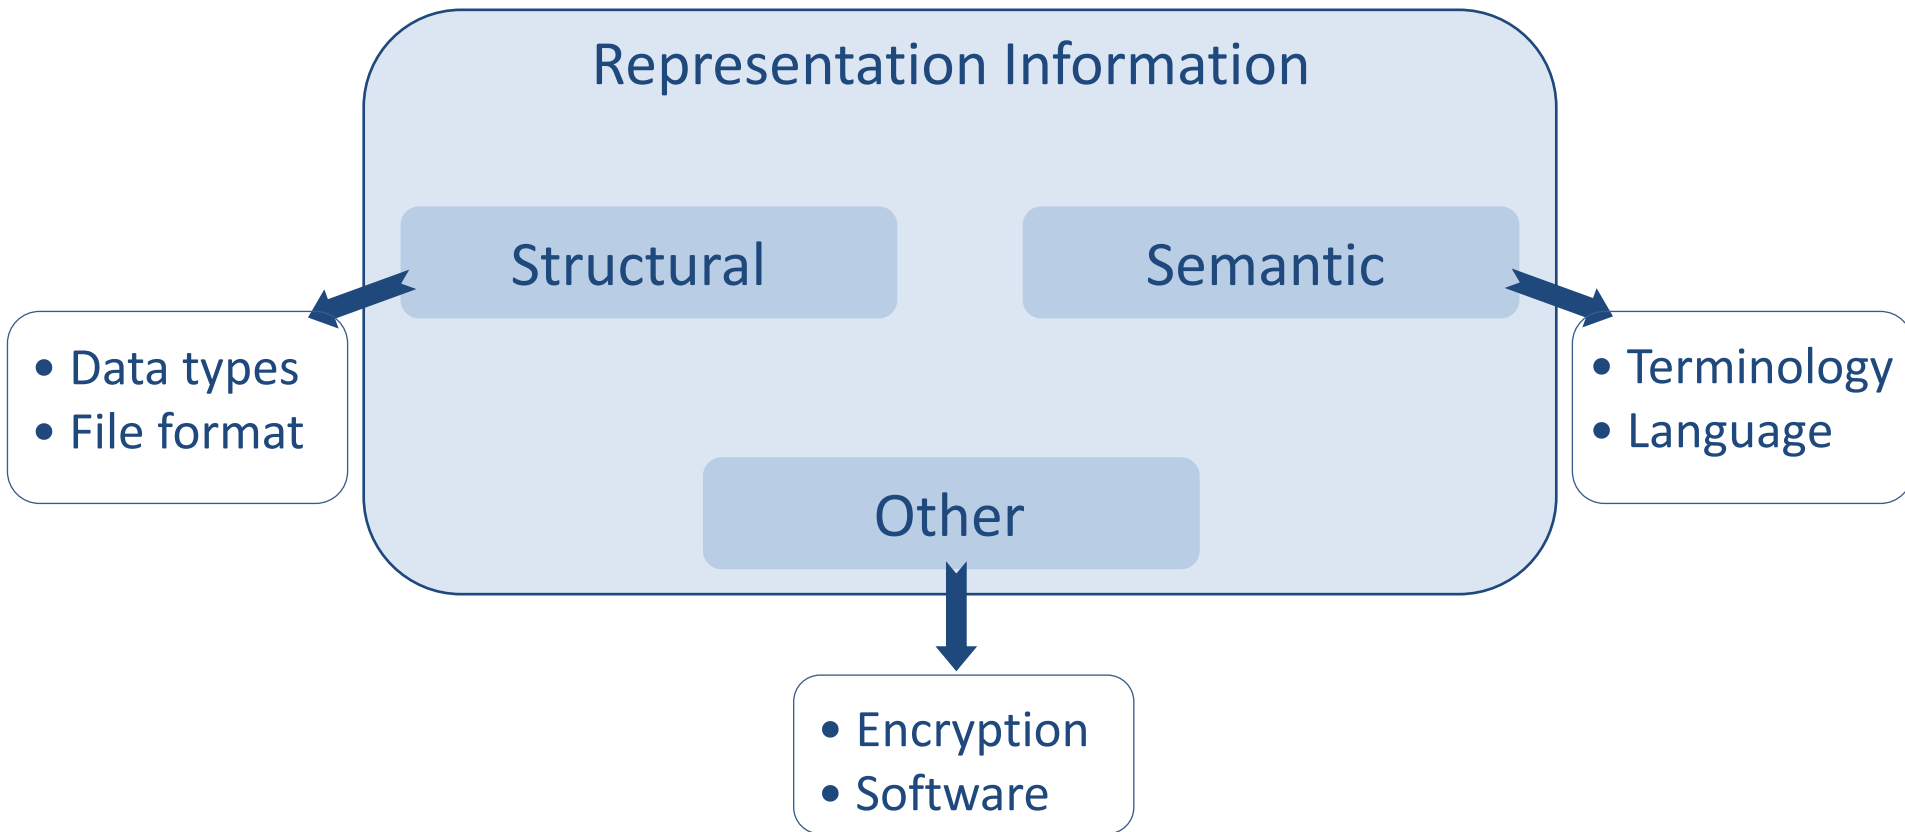 Representation Information
Structural
Semantic
• Data types
• File format
• Terminology
• Language
Other
• Encryption
• Software